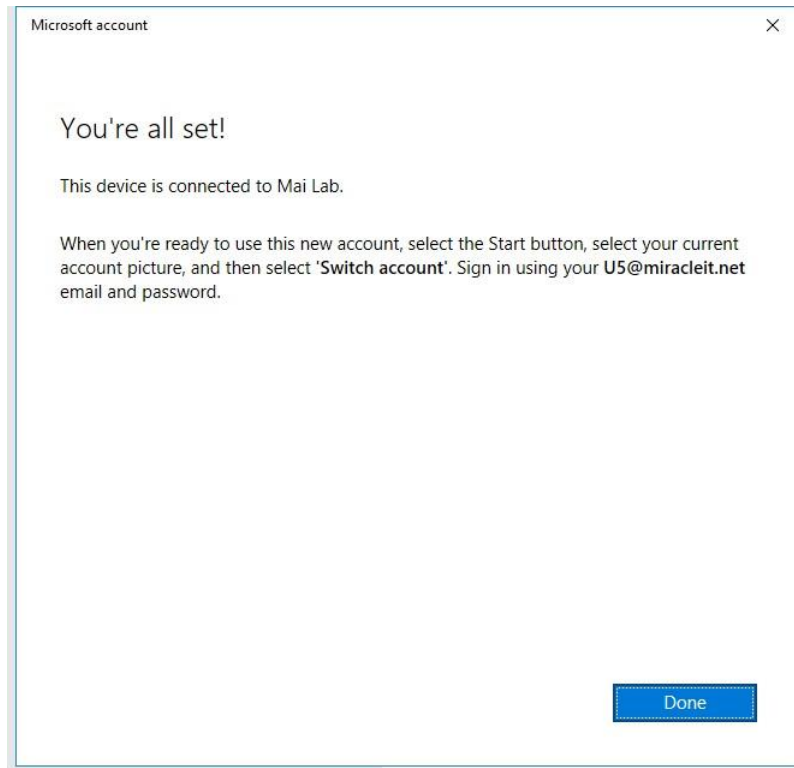 Microsoft account
You're all set!
This device is connected to Mai Lab.
When you're ready to use this new account, select the Start button, select your current
account picture, and then select 'Switch account'. Sign in using your U5@miracleit.net
email and password.
Done